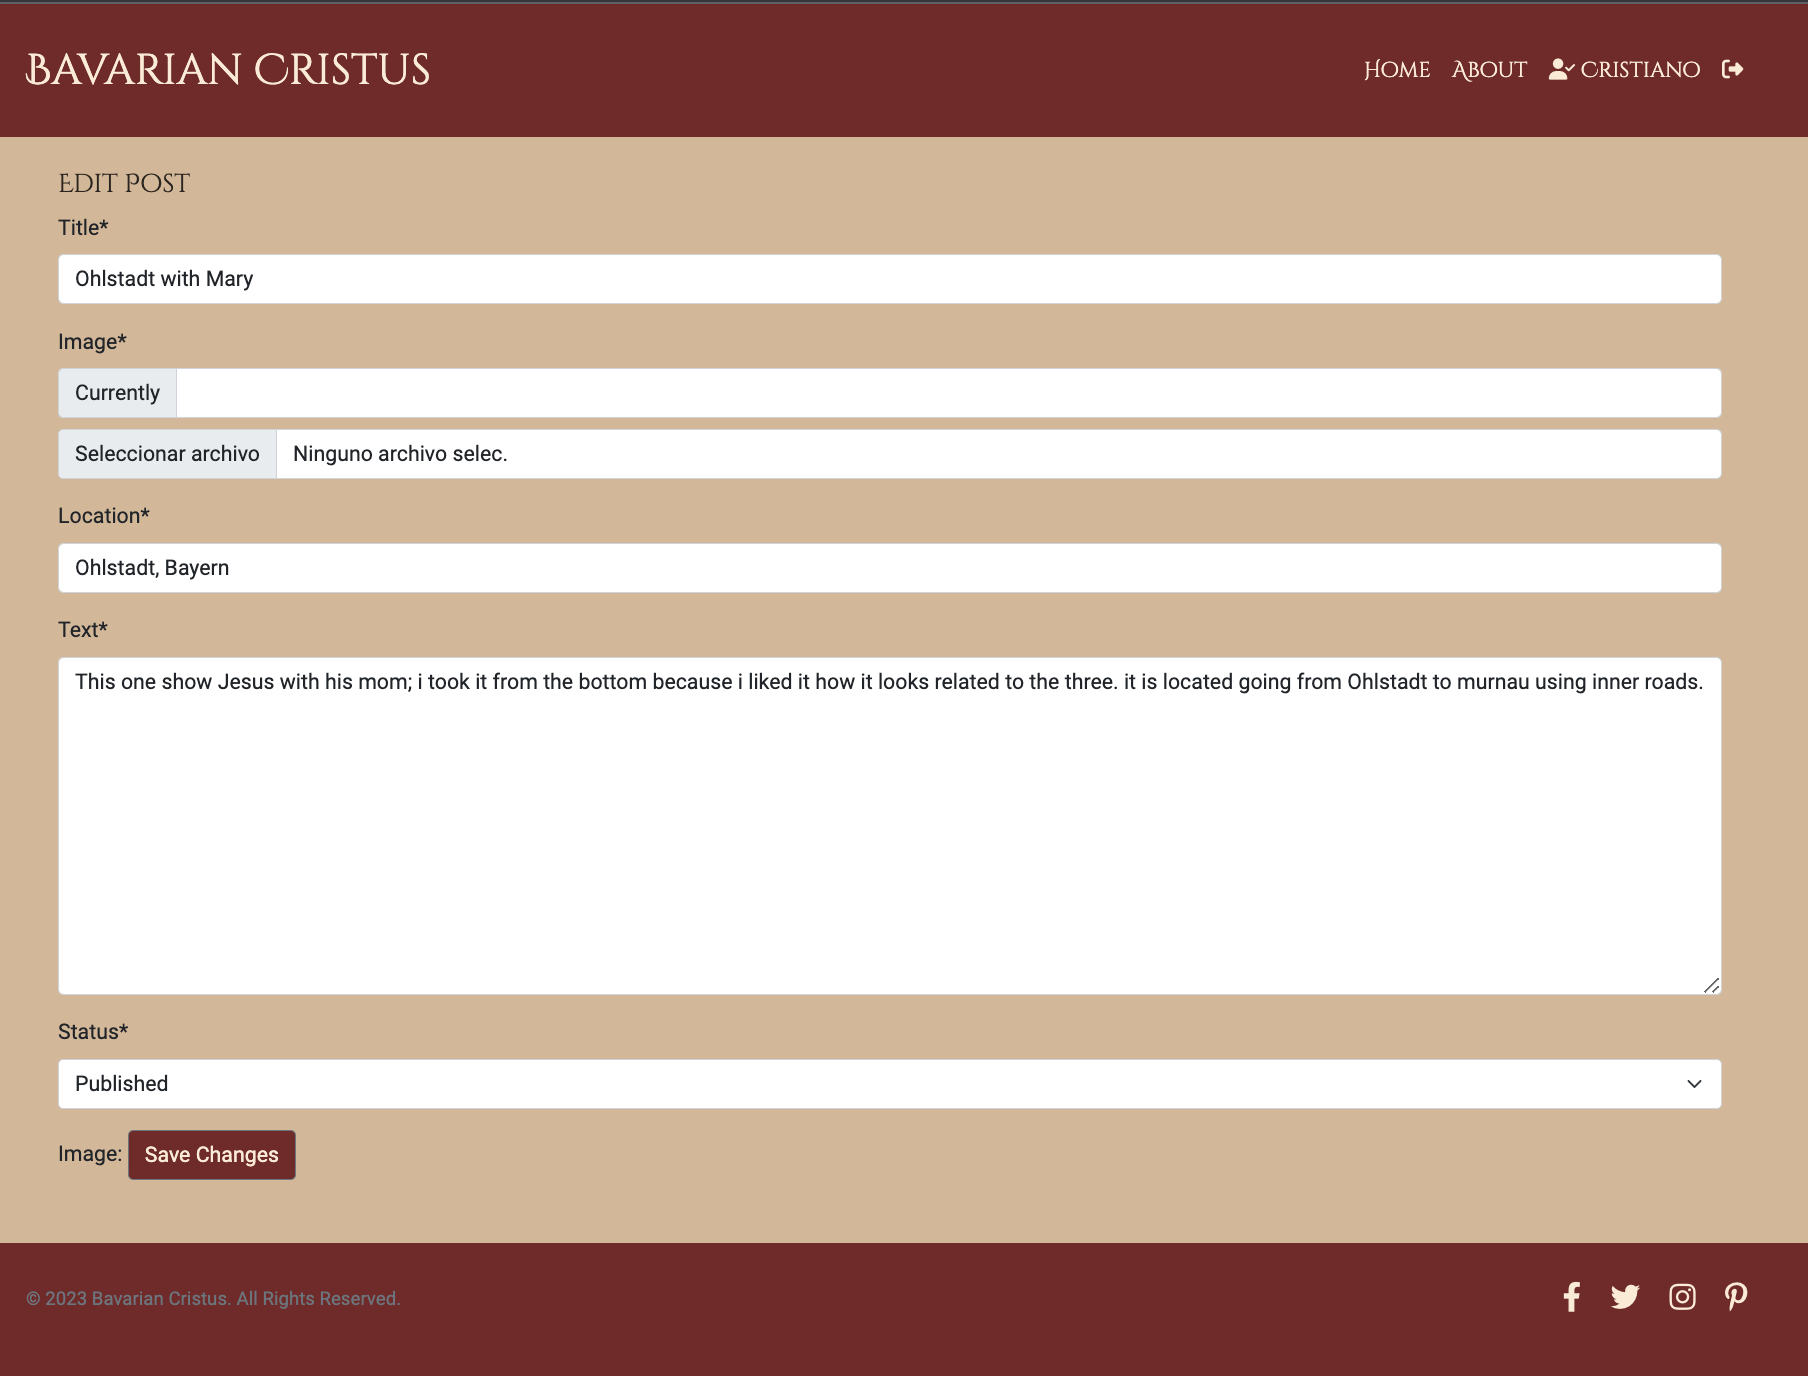 Bavarian Cristus
Home About Cristiano
Edit Post
Title*
Ohlstadt with Mary
Image*
Currently
Seleccionar archivo Ninguno archivo selec.
Location*
Ohlstadt, Bayern
Text*
This one show Jesus with his mom; i took it from the bottom because i liked it how it looks related to the three. it is located going from Ohlstadt to murnau using inner roads.
Status*
Published
Image: Save Changes
© 2023 Bavarian Cristus. All Rights Reserved.